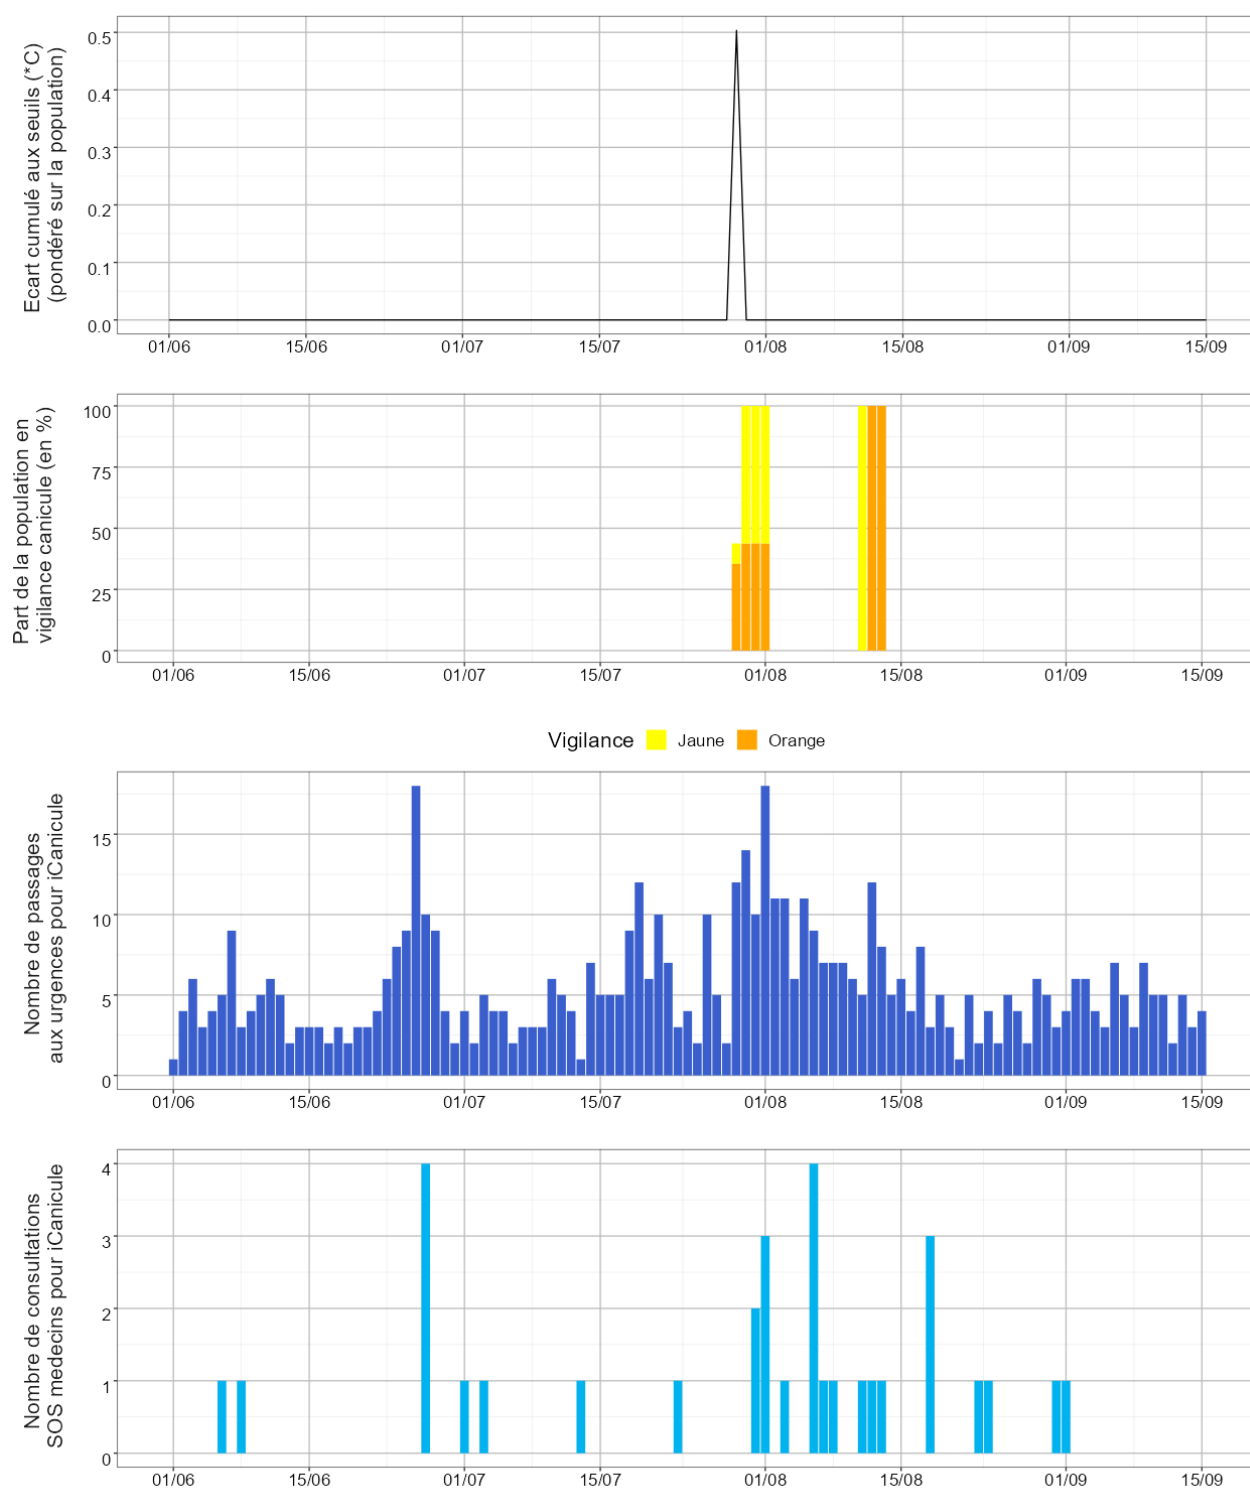 Ecart cumulé aux seuils (*C)
(pondéré sur la population)
0.5
0.4
0.3
0.2
0.1
0.0
01/06 15/06 01/07 15/07 01/08 15/08 01/09 15/09
Part de la population en
vigilance canicule (en %)
100
75
50
25
0
01/06 15/06 01/07 15/07 01/08 15/08 01/09 15/09
Vigilance Jaune Orange
Nombre de passages
aux urgences pour iCanicule
15
10
5
0
01/06 15/06 01/07 15/07 01/08 15/08 01/09 15/09
Nombre de consultations
SOS medecins pour iCanicule
4
3
2
1
0
01/06 15/06 01/07 15/07 01/08 15/08 01/09 15/09